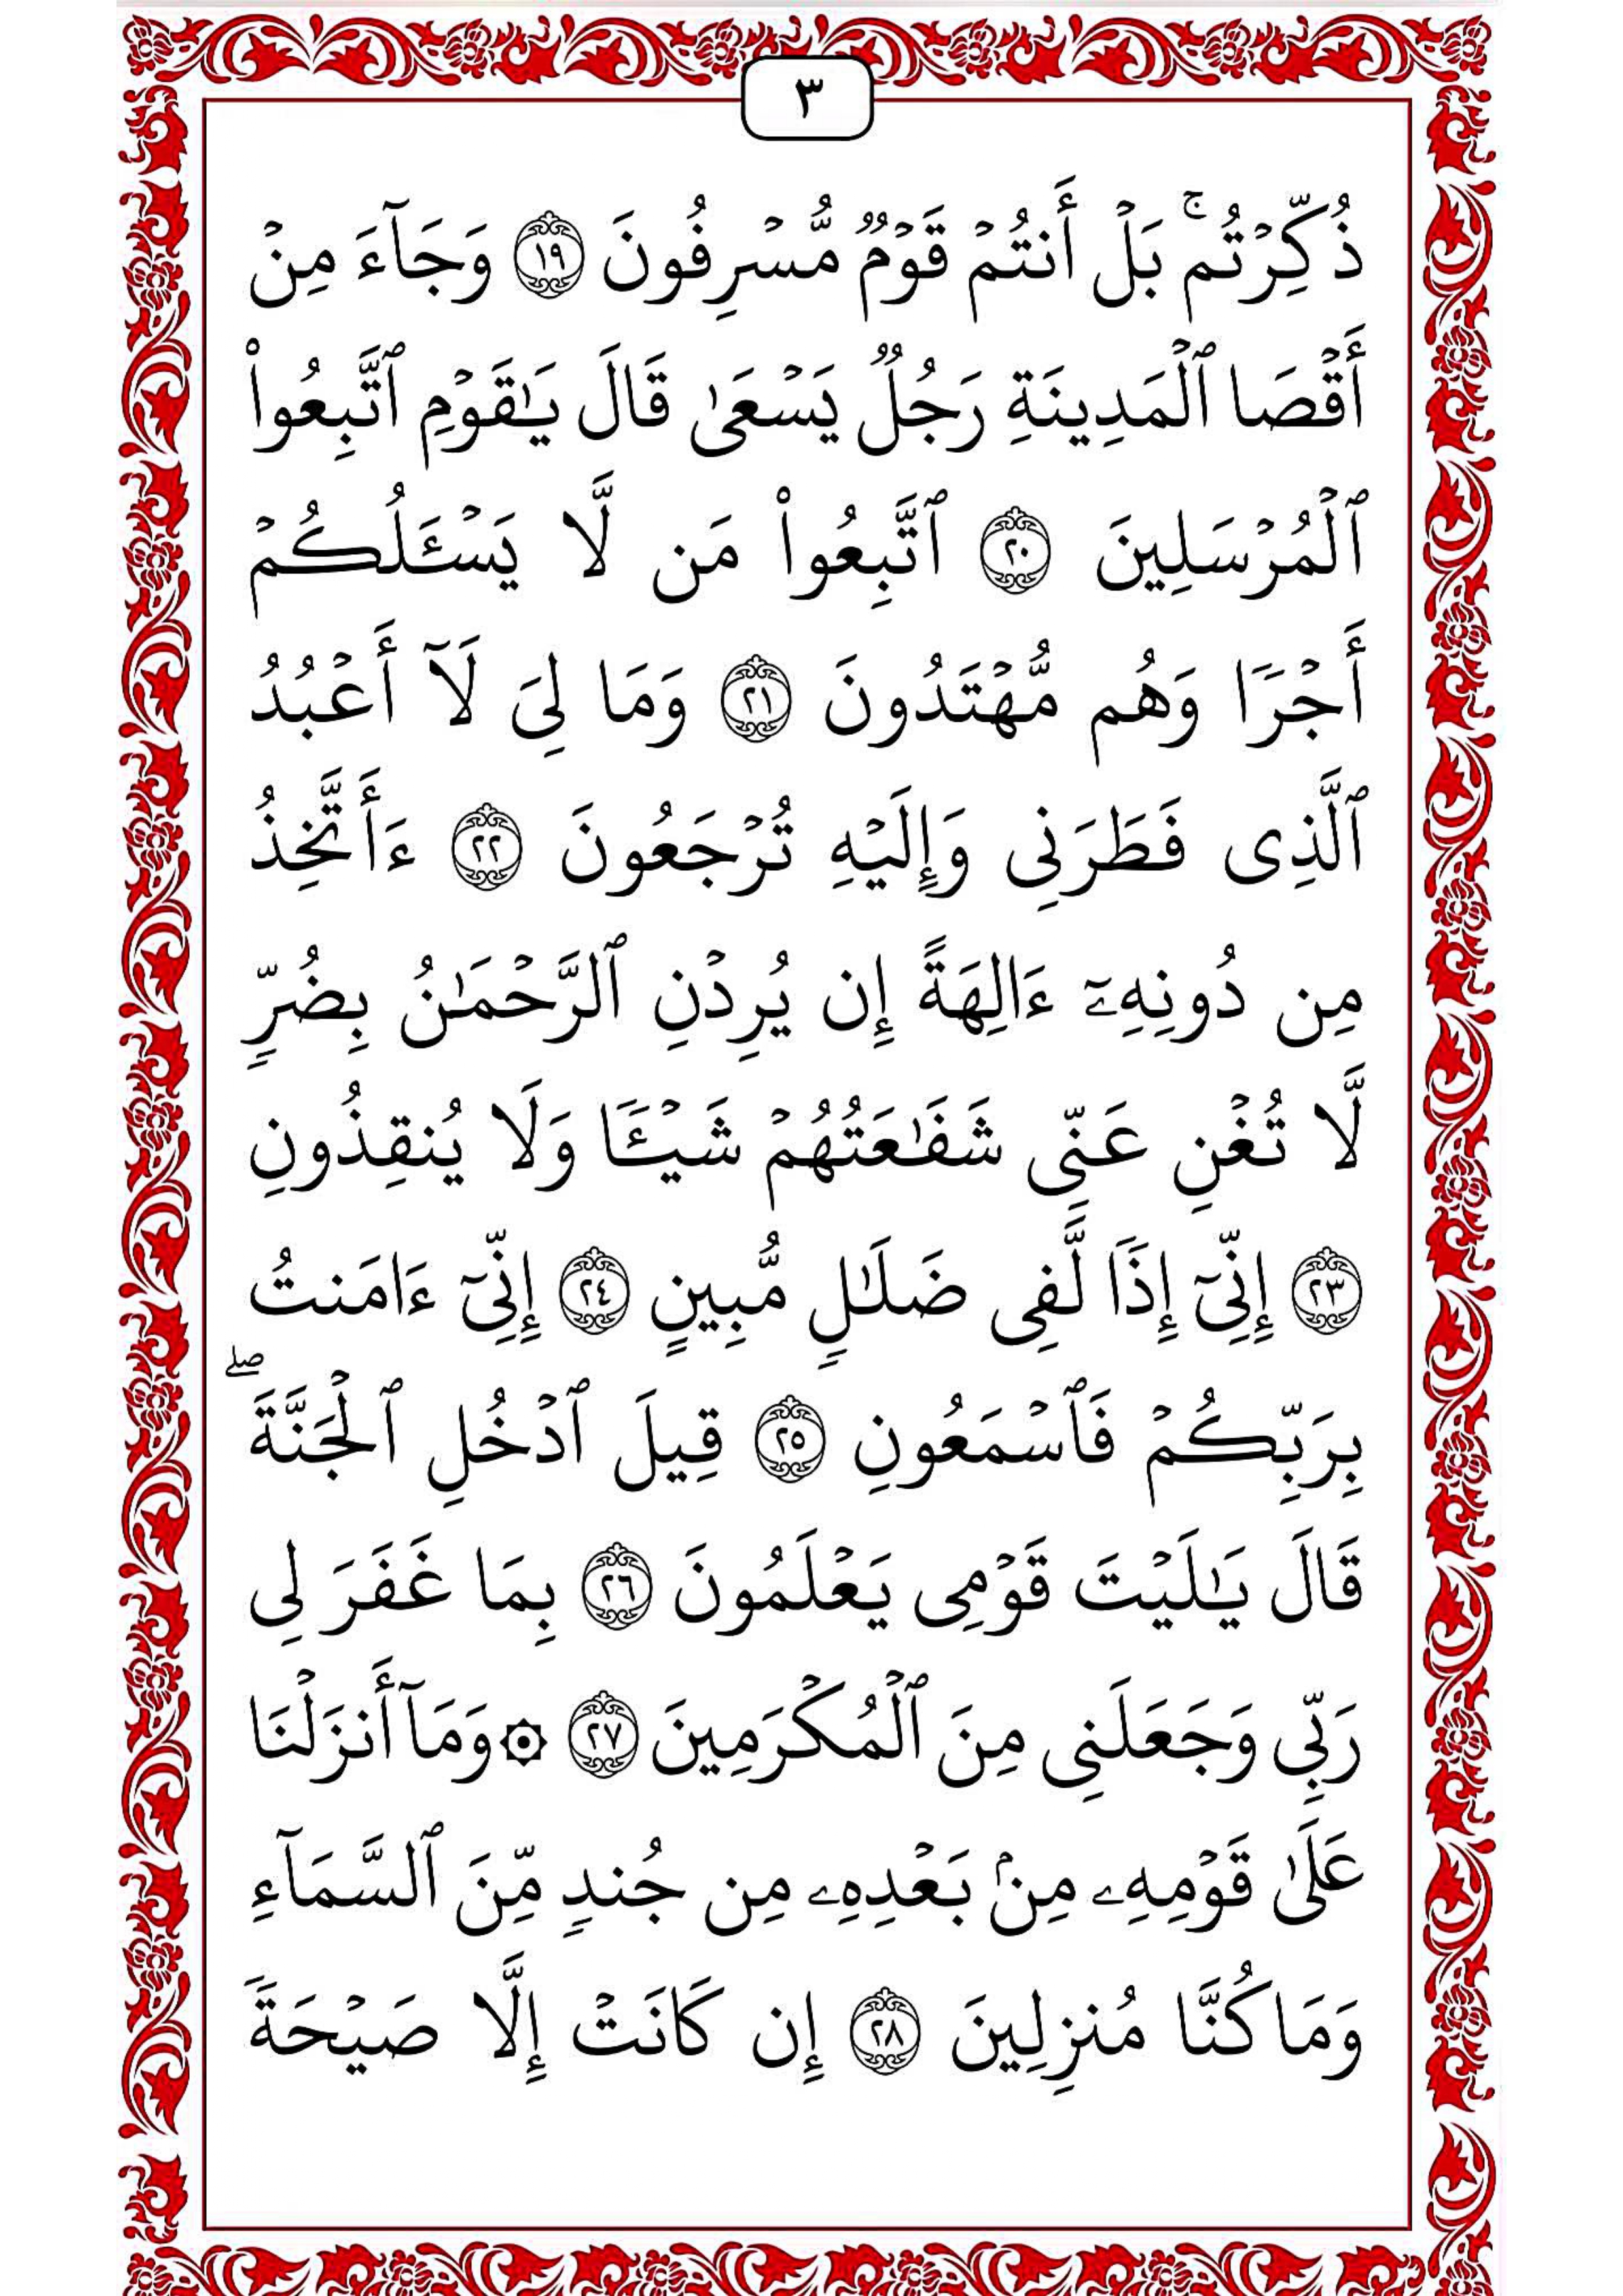 ٣
ذُكِّرۡتُمۚ بَلۡ أَنتُمۡ قَوۡمٞ مُّسۡرِفُونَ ١٩ وَجَآءَ مِنۡ
أَقۡصَا ٱلۡمَدِينَةِ رَجُلٞ يَسۡعَىٰ قَالَ يَٰقَوۡمِ ٱتَّبِعُواْ
ٱلۡمُرۡسَلِينَ ٢٠ ٱتَّبِعُواْ مَن لَّا يَسۡـَٔلُكُمۡ
أَجۡرٗا وَهُم مُّهۡتَدُونَ ٢١ وَمَا لِيَ لَآ أَعۡبُدُ
ٱلَّذِي فَطَرَنِي وَإِلَيۡهِ تُرۡجَعُونَ ٢٢ ءَأَتَّخِذُ
مِن دُونِهِۦٓ ءَالِهَةً إِن يُرِدۡنِ ٱلرَّحۡمَٰنُ بِضُرّٖ
لَّا تُغۡنِ عَنِّي شَفَٰعَتُهُمۡ شَيۡـٔٗا وَلَا يُنقِذُونِ
٢٣ إِنِّيٓ إِذٗا لَّفِي ضَلَٰلٖ مُّبِينٍ ٢٤ إِنِّيٓ ءَامَنتُ
بِرَبِّكُمۡ فَٱسۡمَعُونِ ٢٥ قِيلَ ٱدۡخُلِ ٱلۡجَنَّةَۖ
قَالَ يَٰلَيۡتَ قَوۡمِي يَعۡلَمُونَ ٢٦ بِمَا غَفَرَ لِي
رَبِّي وَجَعَلَنِي مِنَ ٱلۡمُكۡرَمِينَ ٢٧ ۞وَمَآ أَنزَلۡنَا
عَلَىٰ قَوۡمِهِۦ مِنۢ بَعۡدِهِۦ مِن جُندٖ مِّنَ ٱلسَّمَآءِ
وَمَا كُنَّا مُنزِلِينَ ٢٨ إِن كَانَتۡ إِلَّا صَيۡحَةٗ